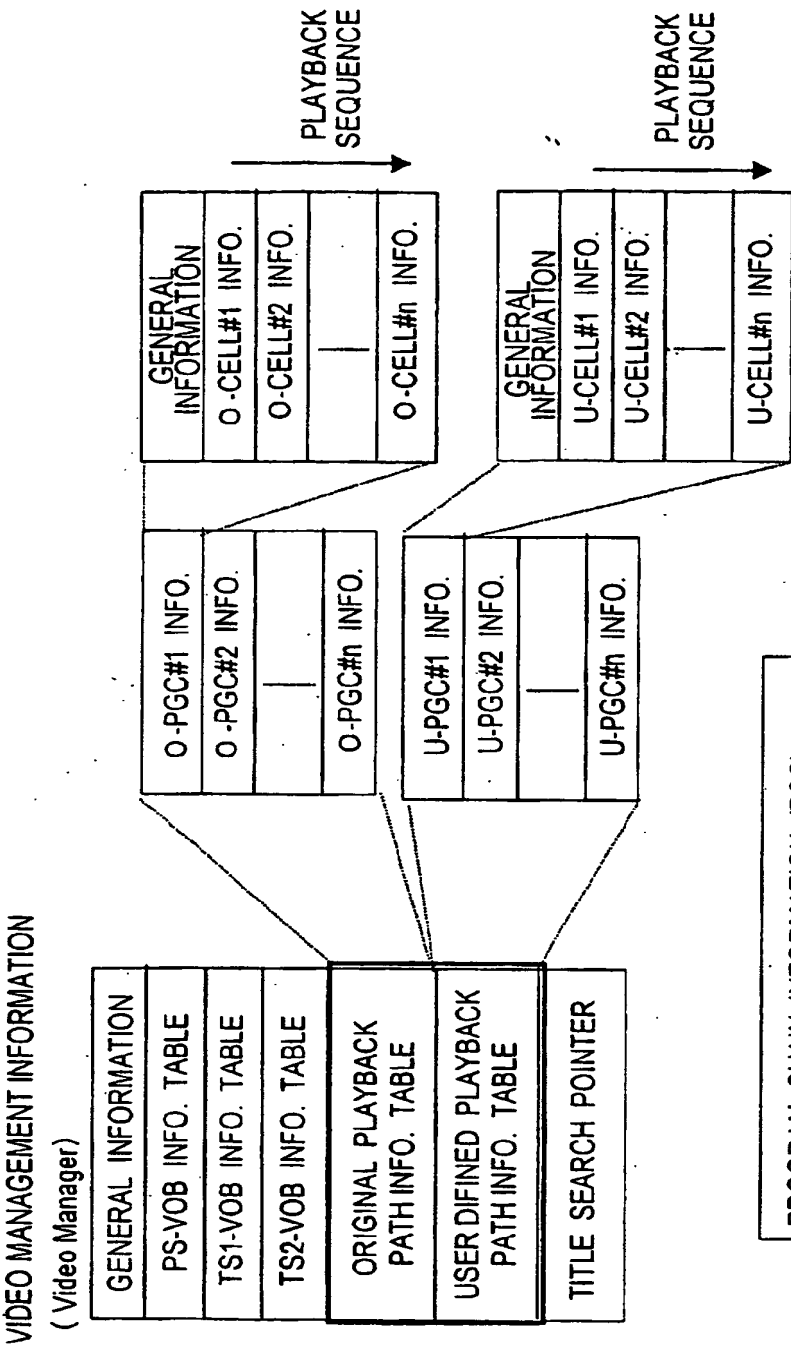 VIDEO MANAGEMENT INFORMATION
( Video Manager)
GENERAL INFORMATION
PS-VOB INFO. TABLE
TS1-VOB INFO. TABLE
TS2-VOB INFO. TABLE
ORIGINAL PLAYBACK
PATH INFO. TABLE
USER DIFINED PLAYBACK
PATH INFO. TABLE
TITLE SEARCH POINTER
O-PGC#1 INFO.
O-PGC#2 INFO.
O-PGC#n INFO.
U-PGC#1 INFO.
U-PGC#2 INFO.
U-PGC#n INFO.
GENERAL
INFORMATION
O-CELL#1 INFO.
O-CELL#2 INFO.
O-CELL#n INFO.
PLAYBACK
SEQUENCE
GENERAL
INFORMATION
U-CELL#1 INFO.
U-CELL#2 INFO.
U-CELL#n INFO.
PLAYBACK
SEQUENCE